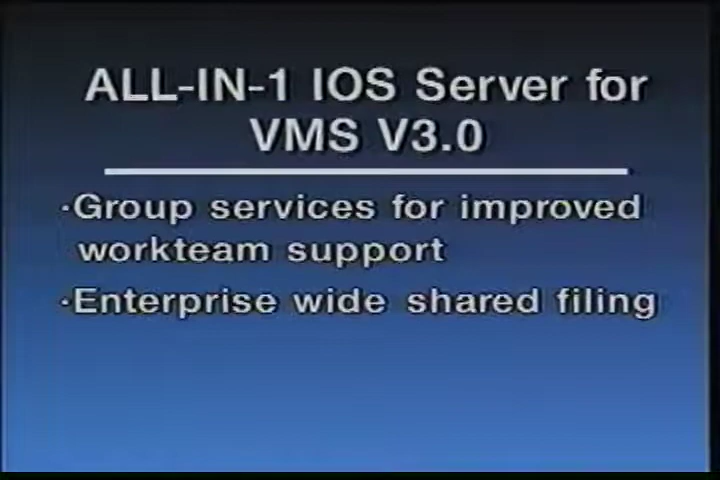 ALL-IN-1 IOS Server for
VMS V3.0
·Group services for improved
workteam support
·Enterprise wide shared filing